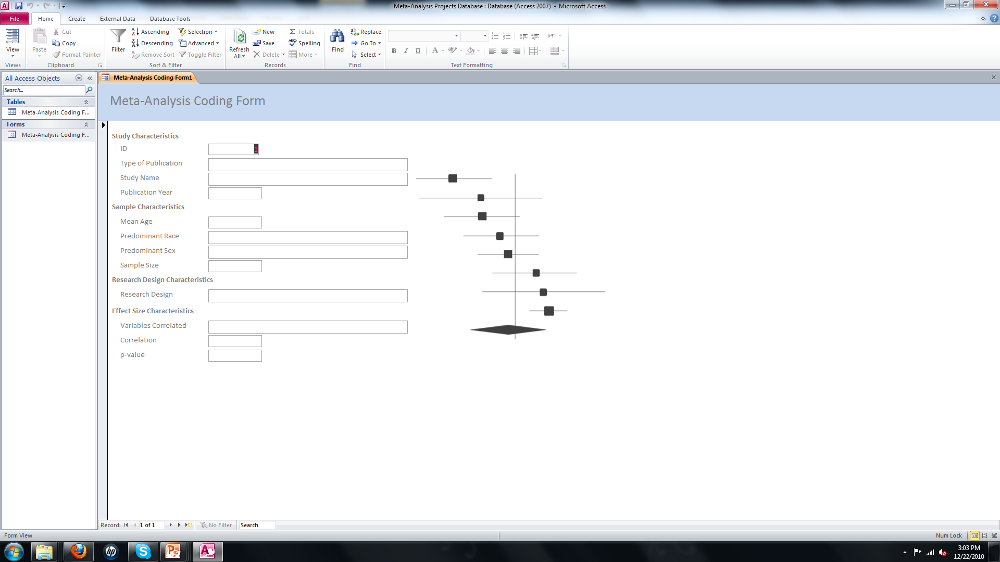 Meta-Analysis Projects Database : Database (Access 2007) - Microsoft Access
File Home Create External Data Database Tools
View
Views
Paste
Cut
Copy
Format Painter
Clipboard
Filter
Ascending
Descending
Remove Sort
Selection
Advanced
Toggle Filter
Sort & Filter
Refresh
All
New
Save
Delete
Totals
Spelling
More
Records
Find
Replace
Go To
Select
Find
B I U A
Text Formatting
All Access Objects
Search...
Tables
Meta-Analysis Coding F...
Forms
Meta-Analysis Coding F...
Meta-Analysis Coding Form1
Meta-Analysis Coding Form
Study Characteristics
ID 1
Type of Publication
Study Name
Publication Year
Sample Characteristics
Mean Age
Predominant Race
Predominant Sex
Sample Size
Research Design Characteristics
Research Design
Effect Size Characteristics
Variables Correlated
Correlation
p-value
Record: 1 of 1 No Filter Search
Form View Num Lock
3:03 PM
12/22/2010